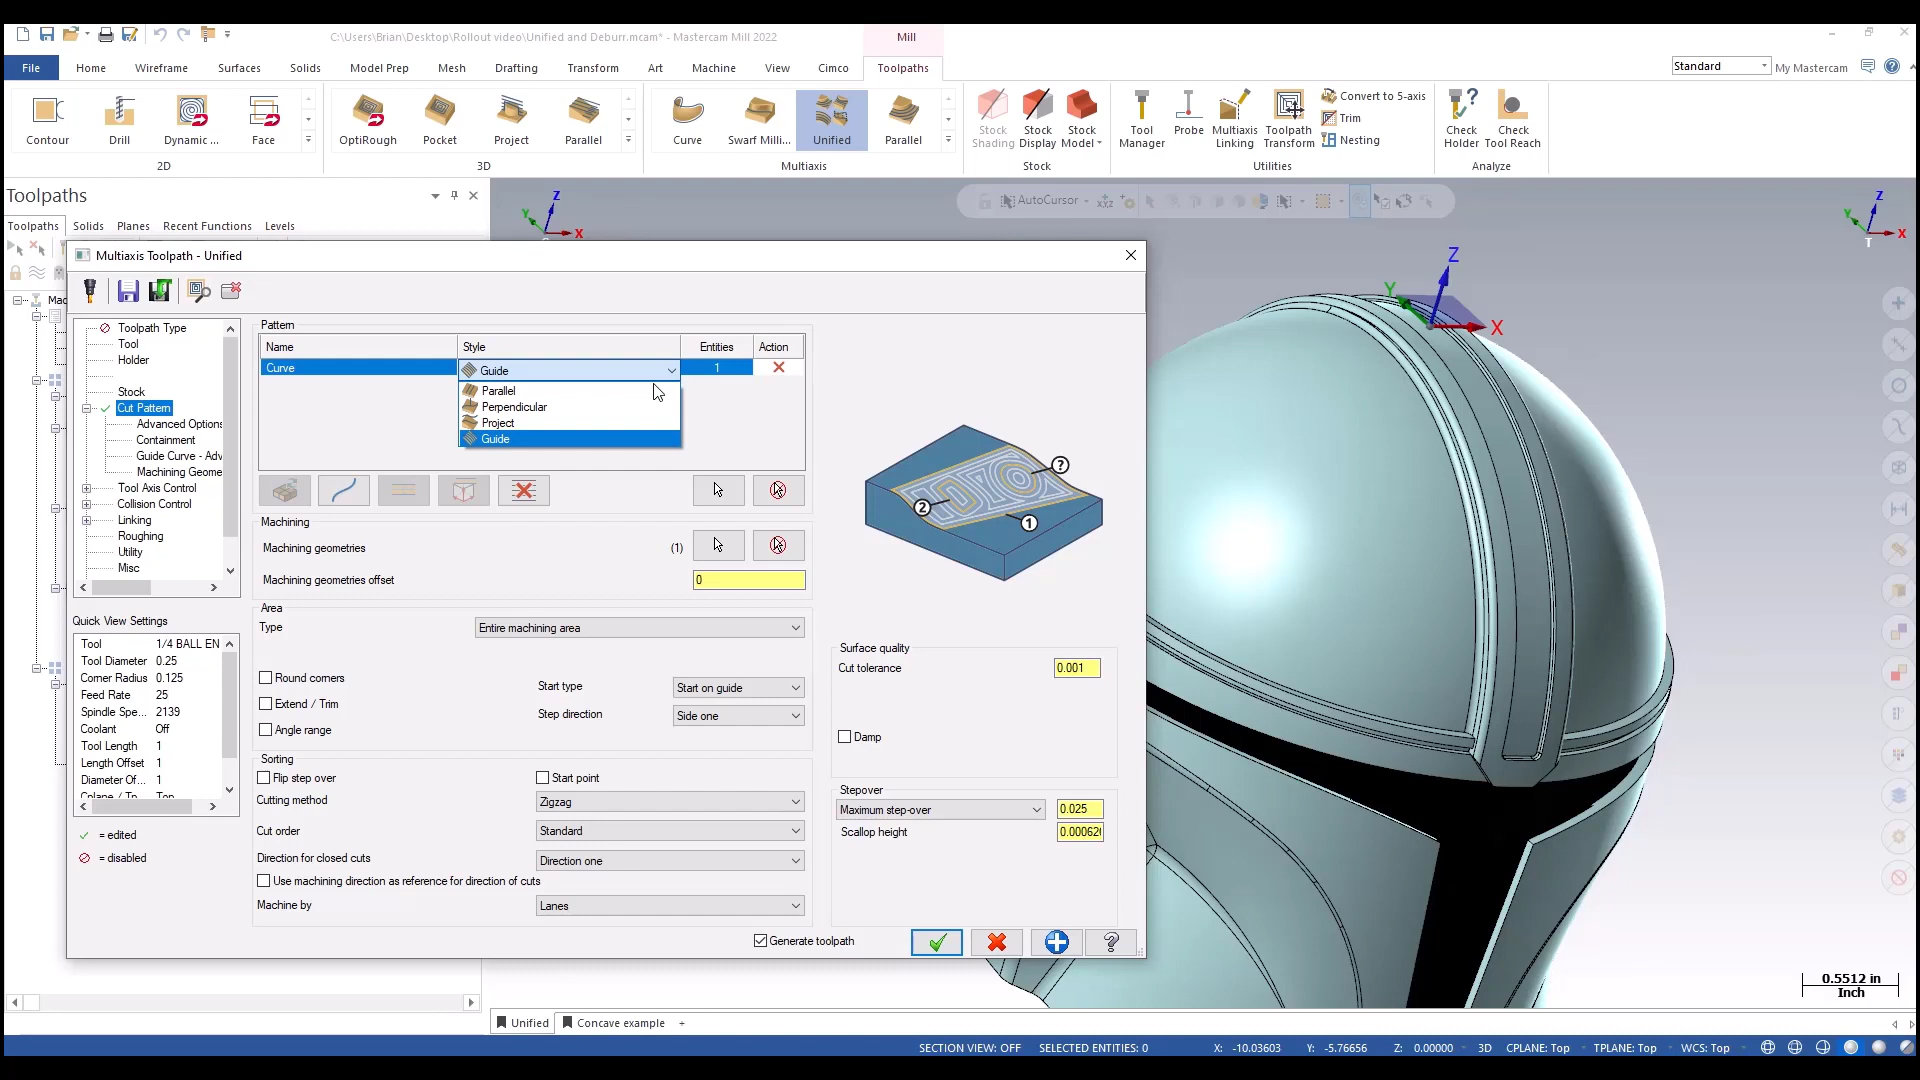 C:\Users\Brian\Desktop\Rollout video\Unified and Deburr.mcam* - Mastercam Mill 2022
Mill
File Home Wireframe Surfaces Solids Model Prep Mesh Drafting Transform Art Machine View Cimco Toolpaths
Standard My Mastercam
Contour Drill Dynamic ... Face
OptiRough Pocket Project Parallel
Curve Swarf Milli... Unified Parallel
Stock Shading
Stock Display
Stock Model
Tool Manager
Probe
Multiaxis Linking
Toolpath Transform
Convert to 5-axis
Trim
Nesting
Check Holder
Check Tool Reach
2D 3D Multiaxis Stock Utilities Analyze
Toolpaths
Toolpaths Solids Planes Recent Functions Levels
AutoCursor
Z
Y
X
Z
Y
X
T
Z
Y
X
Mac
Multiaxis Toolpath - Unified
Toolpath Type
Tool
Holder
Stock
Cut Pattern
Advanced Options
Containment
Guide Curve - Adv
Machining Geome
Tool Axis Control
Collision Control
Linking
Roughing
Utility
Misc
Quick View Settings
Tool 1/4 BALL EN
Tool Diameter 0.25
Corner Radius 0.125
Feed Rate 25
Spindle Spe... 2139
Coolant Off
Tool Length 1
Length Offset 1
Diameter Of... 1
Cplane / Tp... Top
= edited
= disabled
Pattern
Name Style Entities Action
Curve Guide 1
Parallel
Perpendicular
Project
Guide
Machining
Machining geometries (1)
Machining geometries offset 0
Area
Type Entire machining area
Round corners
Extend / Trim
Angle range
Start type Start on guide
Step direction Side one
Sorting
Flip step over Start point
Cutting method Zigzag
Cut order Standard
Direction for closed cuts Direction one
Use machining direction as reference for direction of cuts
Machine by Lanes
?
2
1
Surface quality
Cut tolerance 0.001
Damp
Stepover
Maximum step-over 0.025
Scallop height 0.00062
Generate toolpath
0.5512 in
Inch
Unified Concave example +
SECTION VIEW: OFF SELECTED ENTITIES: 0 X: -10.03603 Y: -5.76656 Z: 0.00000 3D CPLANE: Top TPLANE: Top WCS: Top